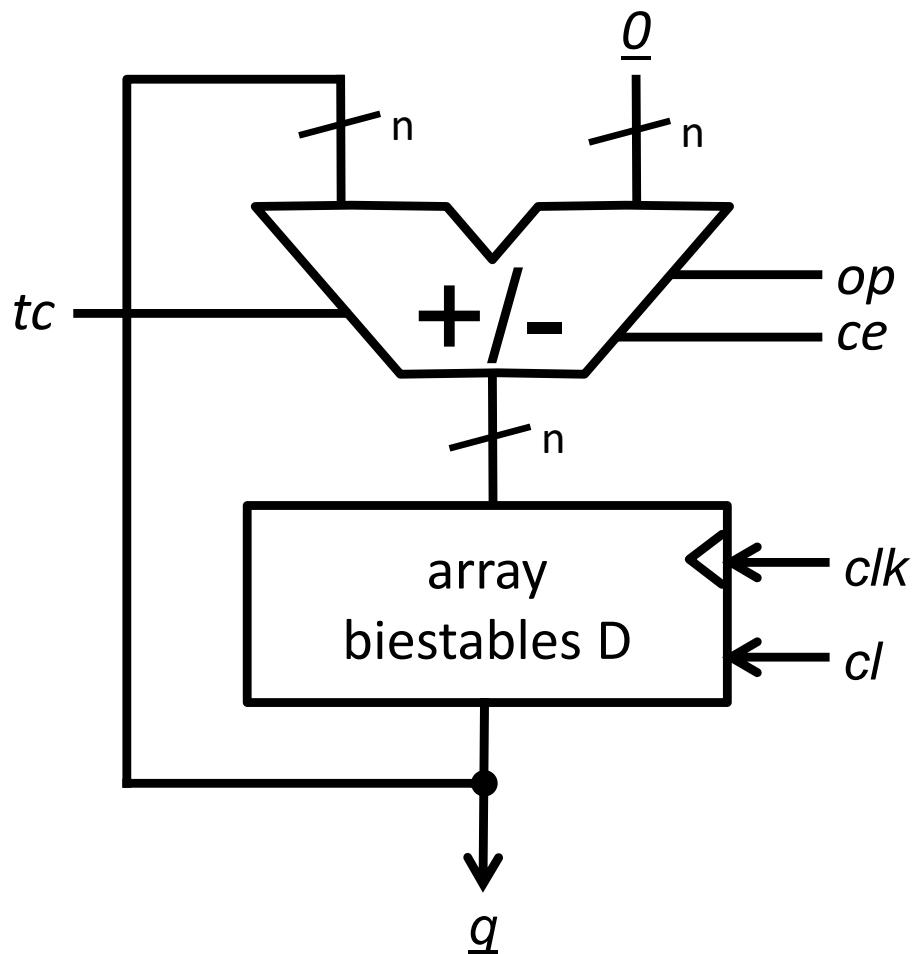 0
n
n
tc
op
+/-
ce
n
array
biestables D
clk
cl
q